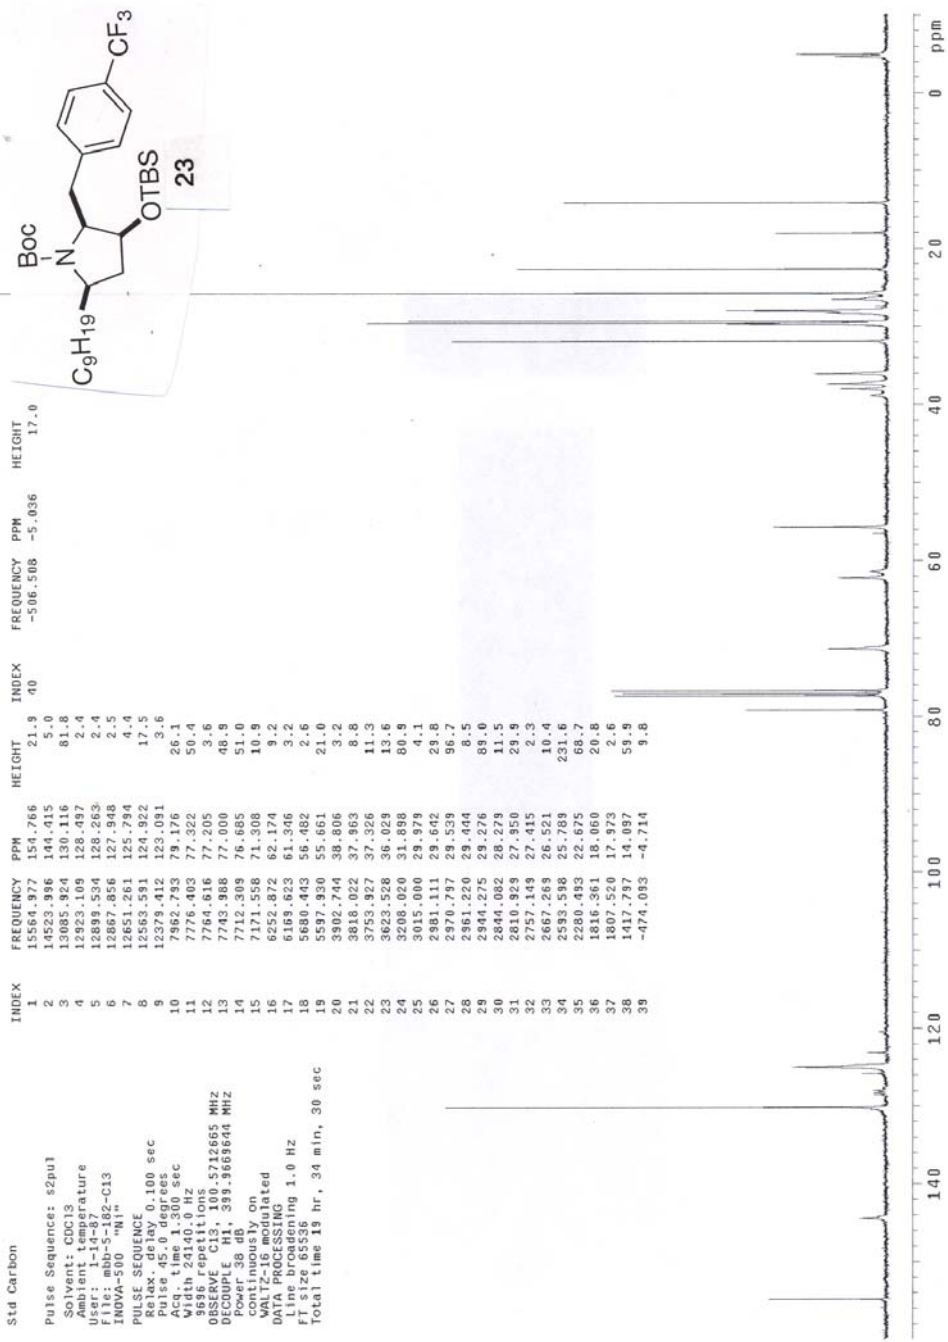 Std Carbon
Pulse Sequence: s2pul
Solvent: CDCl3
Ambient temperature
User: 1-14-87
File: mbb-5-182-C13
INOVA-500 "Ni"
PULSE SEQUENCE
Relax. delay 0.100 sec
Pulse 45.0 degrees
Acq. time 1.300 sec
Width 24140.0 Hz
9696 repetitions
OBSERVE C13, 100.5712665 MHz
DECOUPLE H1, 399.9669644 MHz
Power 38 dB
continuously on
WALTZ-16 modulated
DATA PROCESSING
Line broadening 1.0 Hz
FT size 65536
Total time 19 hr, 34 min, 30 sec
INDEX FREQUENCY PPM HEIGHT
1 15564.977 154.766 21.9
2 14523.996 144.415 5.0
3 13085.924 130.116 81.8
4 12923.109 128.497 2.4
5 12899.534 128.263 2.4
6 12867.856 127.948 2.5
7 12651.261 125.794 4.4
8 12563.591 124.922 17.5
9 12379.412 123.091 3.6
10 7962.793 79.176 26.1
11 7776.403 77.322 50.4
12 7764.616 77.205 3.6
13 7743.988 77.000 48.9
14 7712.309 76.685 51.0
15 7171.558 71.308 10.9
16 6252.872 62.174 9.2
17 6169.623 61.346 3.2
18 5680.443 56.482 2.6
19 5597.930 55.661 21.0
20 3902.744 38.806 3.2
21 3818.022 37.963 8.8
22 3753.927 37.326 11.3
23 3623.528 36.029 13.6
24 3208.020 31.898 80.9
25 3015.000 29.979 4.1
26 2981.111 29.642 29.8
27 2970.797 29.539 96.7
28 2961.220 29.444 8.5
29 2944.275 29.276 89.0
30 2844.082 28.279 11.5
31 2810.929 27.950 29.9
32 2757.149 27.415 2.3
33 2667.269 26.521 10.4
34 2593.598 25.789 231.6
35 2280.493 22.675 68.7
36 1816.361 18.060 20.8
37 1807.520 17.973 2.6
38 1417.797 14.097 59.9
39 -474.093 -4.714 9.8
INDEX FREQUENCY PPM HEIGHT
40 -506.508 -5.036 17.0
Boc
N
C9H19
CF3
OTBS
23
140 120 100 80 60 40 20 0 ppm